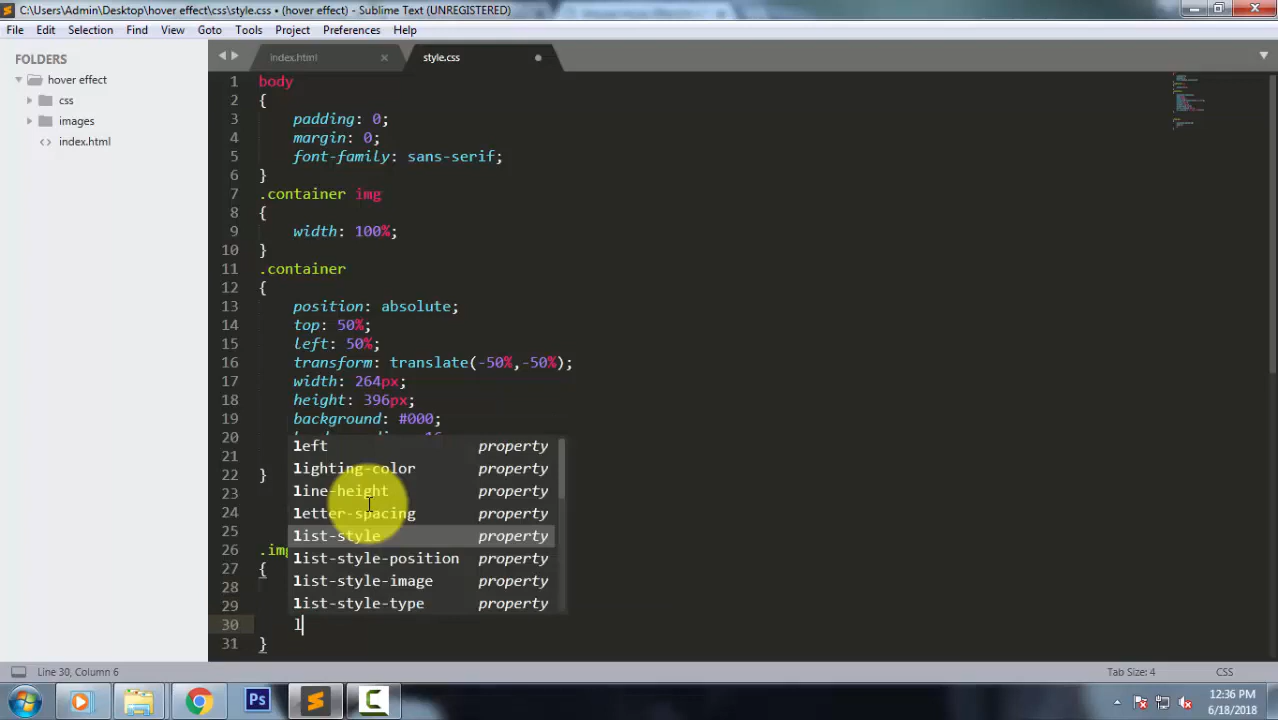 C:\Users\Admin\Desktop\hover effect\css\style.css • (hover effect) - Sublime Text (UNREGISTERED)
File Edit Selection Find View Goto Tools Project Preferences Help
FOLDERS
hover effect
css
images
index.html
index.html
style.css
1 body
2 {
3 padding: 0;
4 margin: 0;
5 font-family: sans-serif;
6 }
7 .container img
8 {
9 width: 100%;
10 }
11 .container
12 {
13 position: absolute;
14 top: 50%;
15 left: 50%;
16 transform: translate(-50%,-50%);
17 width: 264px;
18 height: 396px;
19 background: #000;
20
21
22 }
23
24
25
26 .im
27 {
28
29
30 l
31 }
left property
lighting-color property
line-height property
letter-spacing property
list-style property
list-style-position property
list-style-image property
list-style-type property
Line 30, Column 6
Tab Size: 4
CSS
Ps
12:36 PM
6/18/2018